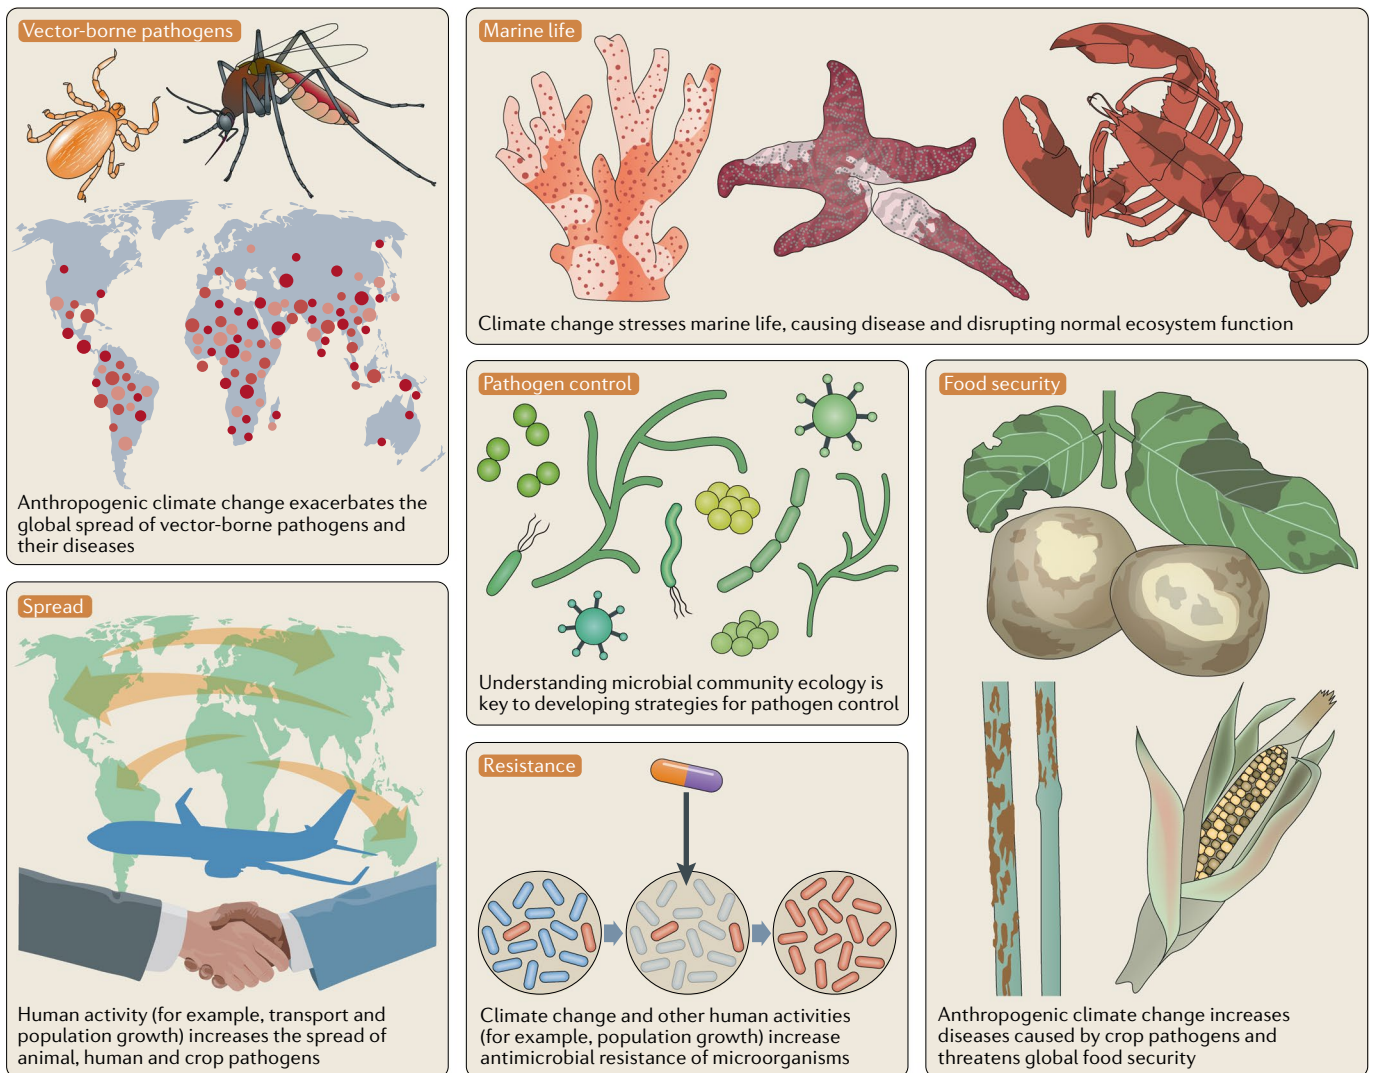 Vector-borne pathogens
Anthropogenic climate change exacerbates the
global spread of vector-borne pathogens and
their diseases
Marine life
Climate change stresses marine life, causing disease and disrupting normal ecosystem function
Pathogen control
Understanding microbial community ecology is
key to developing strategies for pathogen control
Food security
Anthropogenic climate change increases
diseases caused by crop pathogens and
threatens global food security
Spread
Human activity (for example, transport and
population growth) increases the spread of
animal, human and crop pathogens
Resistance
Climate change and other human activities
(for example, population growth) increase
antimicrobial resistance of microorganisms